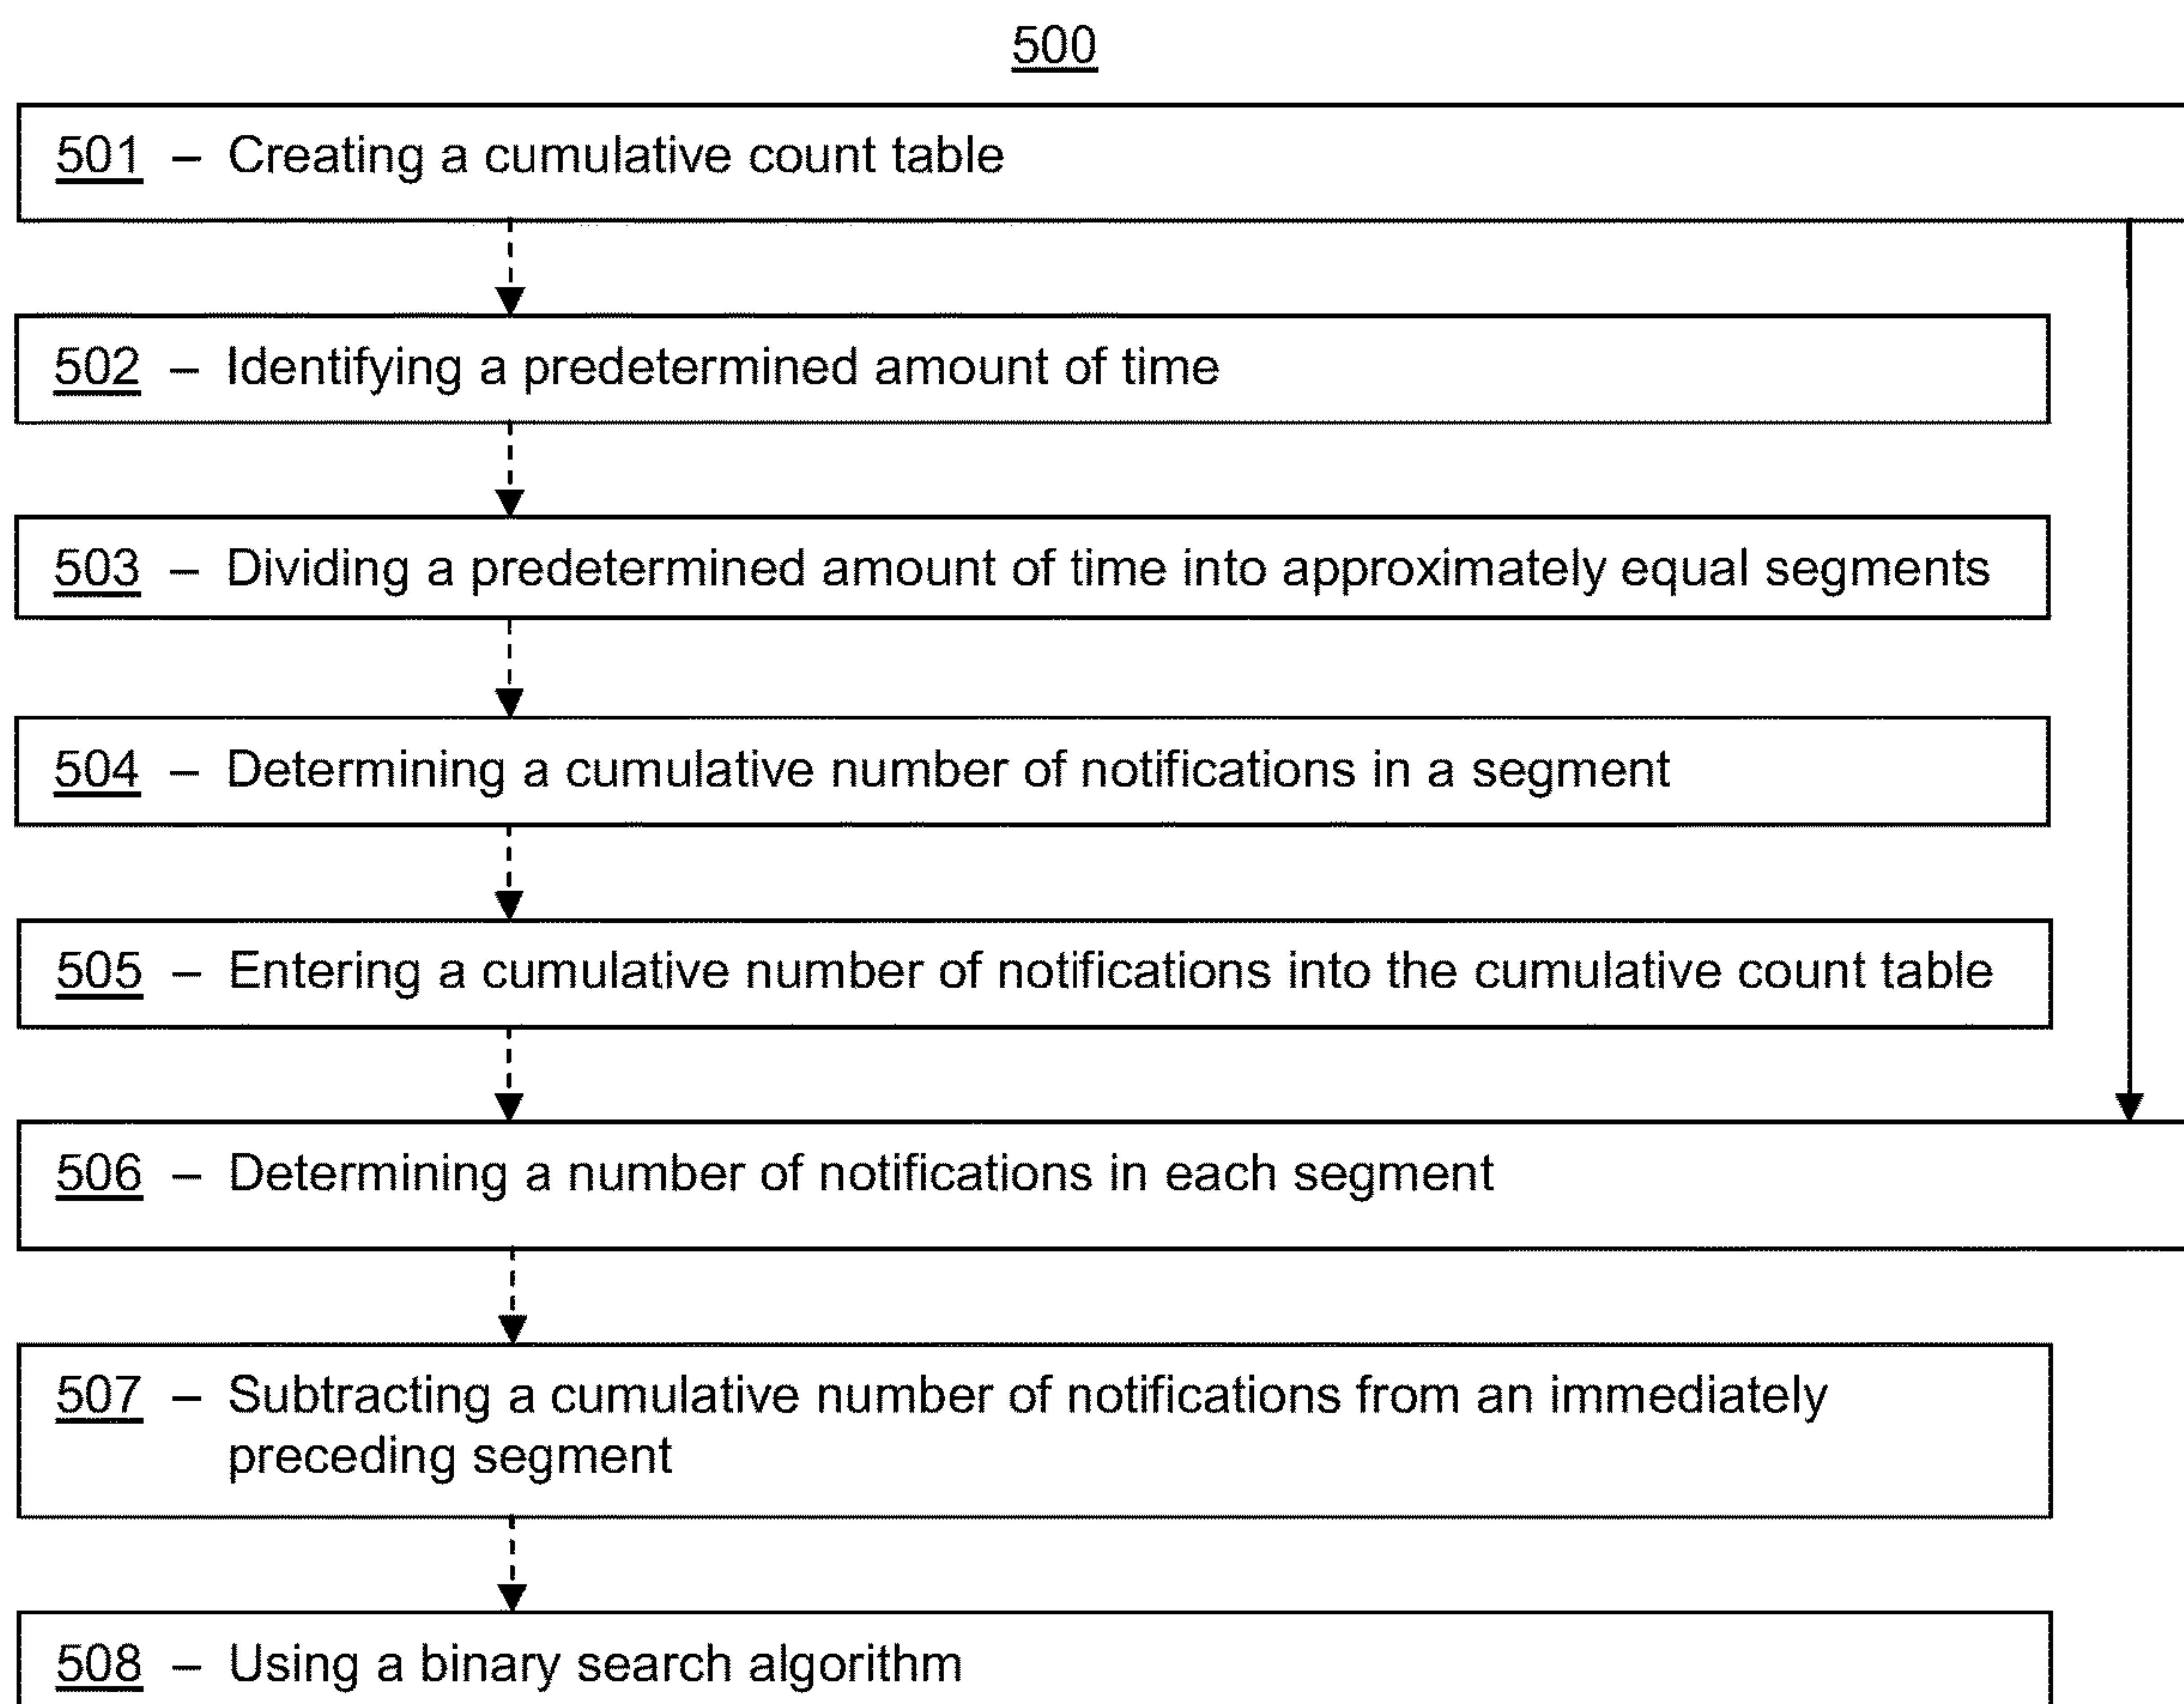 500
501 – Creating a cumulative count table
502 – Identifying a predetermined amount of time
503 – Dividing a predetermined amount of time into approximately equal segments
504 – Determining a cumulative number of notifications in a segment
505 – Entering a cumulative number of notifications into the cumulative count table
506 – Determining a number of notifications in each segment
507 – Subtracting a cumulative number of notifications from an immediately
preceding segment
508 – Using a binary search algorithm